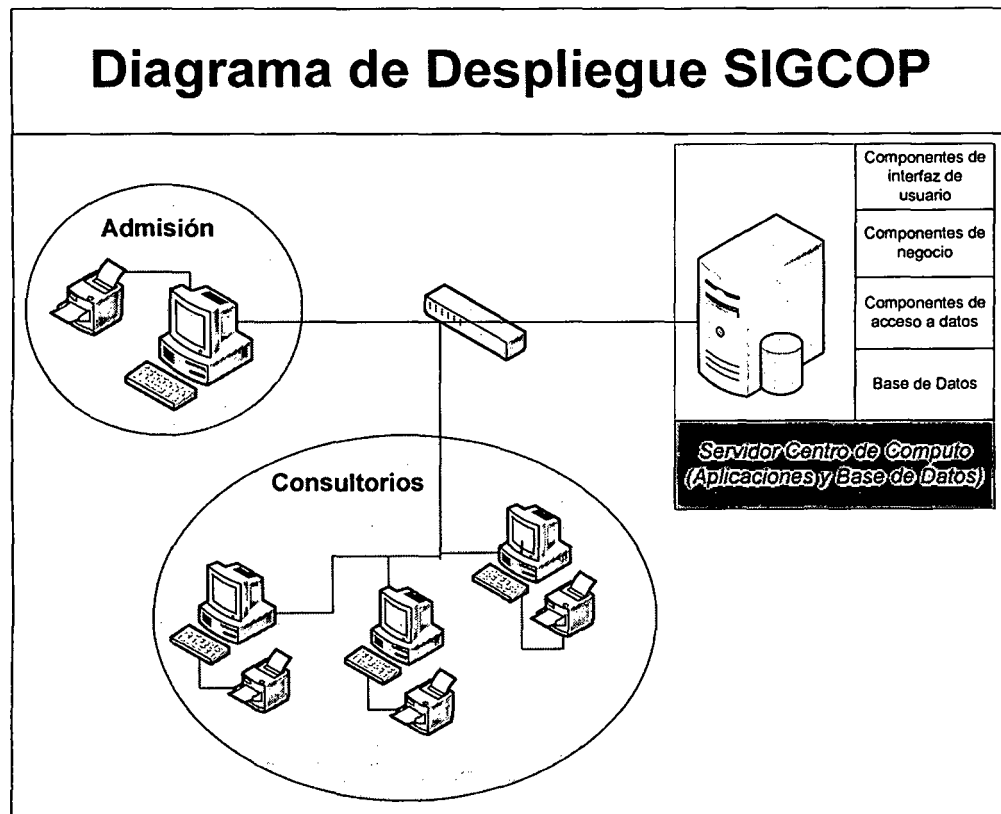 Diagrama de Despliegue SIGCOP
Admisión
Componentes de
interfaz de
usuario
Componentes de
negocio
Componentes de
acceso a datos
Base de Datos
Servidor Centro de Computo
(Aplicaciones y Base de Datos)
Consultorios